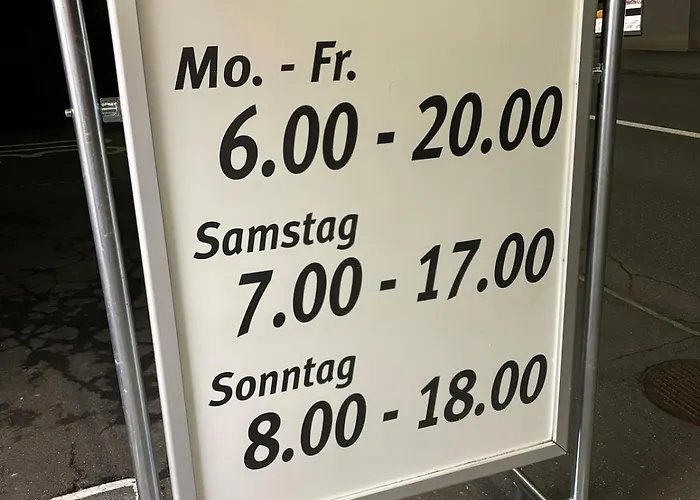 Mo. - Fr.
6.00 - 20.00
Samstag
7.00 - 17.00
Sonntag
8.00 - 18.00